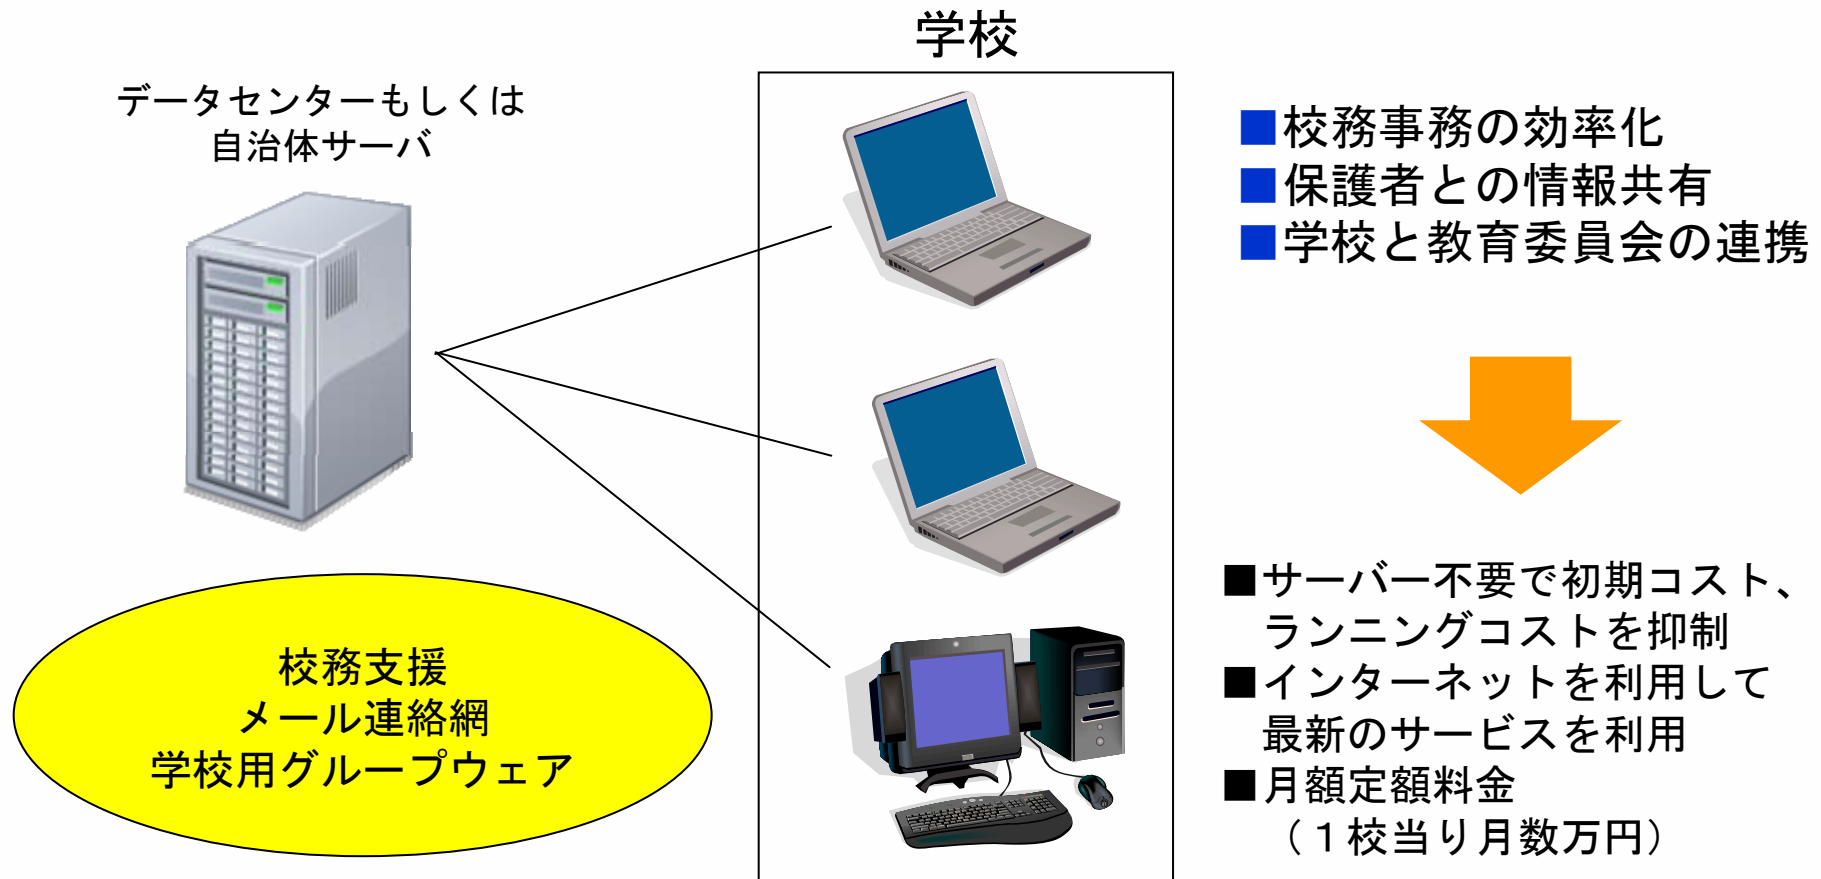 学校
データセンターもしくは
自治体サーバ
■校務事務の効率化
■保護者との情報共有
■学校と教育委員会の連携
校務支援
メール連絡網
学校用グループウェア
■サーバー不要で初期コスト、
ランニングコストを抑制
■インターネットを利用して
最新のサービスを利用
■月額定額料金
（１校当り月数万円）